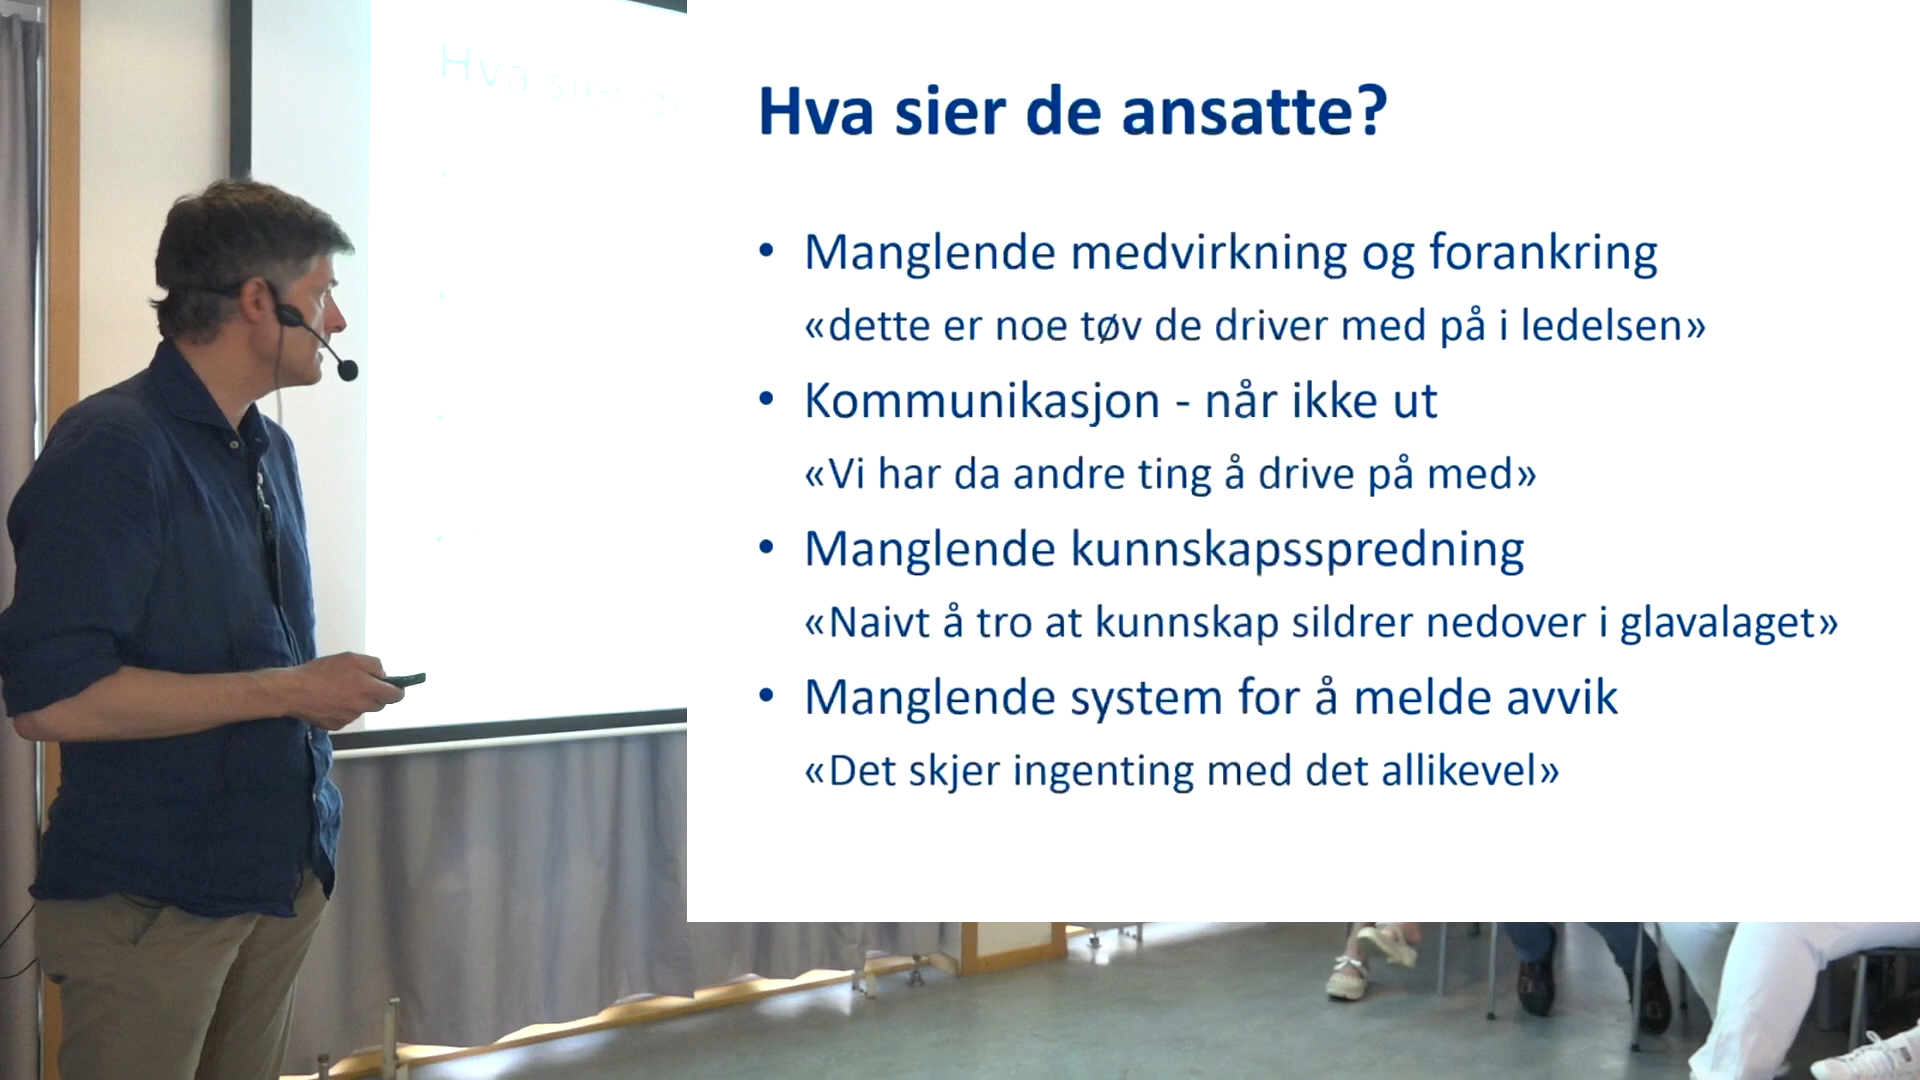 Hva sier
Hva sier de ansatte?
• Manglende medvirkning og forankring
«dette er noe tøv de driver med på i ledelsen»
• Kommunikasjon - når ikke ut
«Vi har da andre ting å drive på med»
• Manglende kunnskapsspredning
«Naivt å tro at kunnskap sildrer nedover i glavalaget»
• Manglende system for å melde avvik
«Det skjer ingenting med det allikevel»